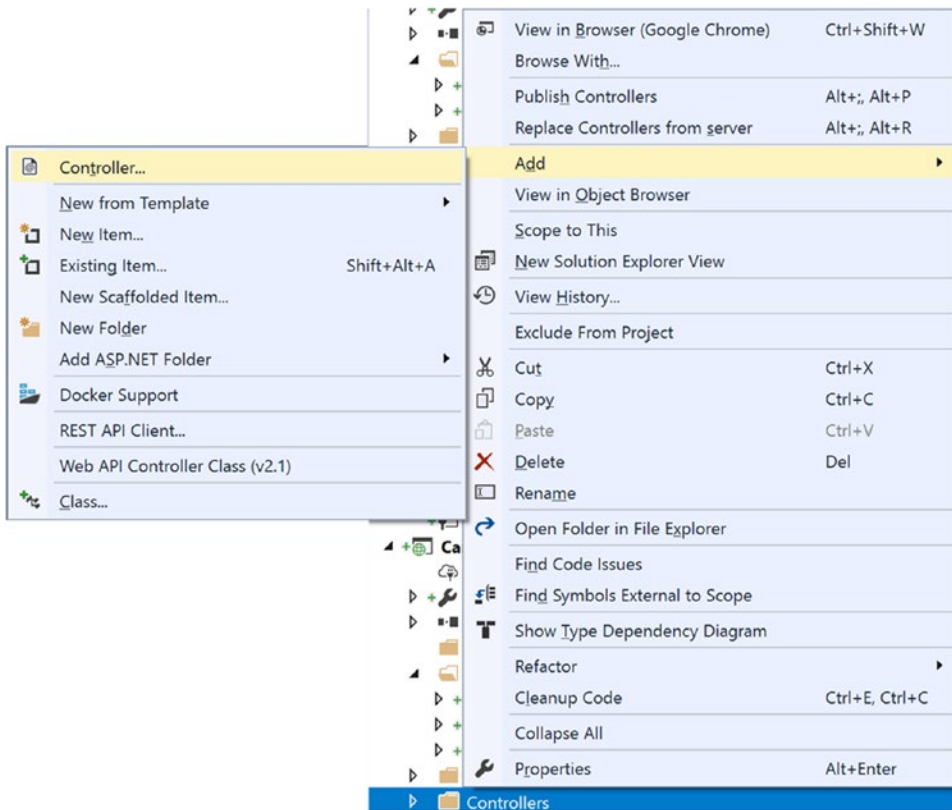 View in Browser (Google Chrome) Ctrl+Shift+W
Browse With...
Publish Controllers Alt+;, Alt+P
Replace Controllers from server Alt+;, Alt+R
Add
View in Object Browser
Scope to This
New Solution Explorer View
View History...
Exclude From Project
Cut Ctrl+X
Copy Ctrl+C
Paste Ctrl+V
Delete Del
Rename
Open Folder in File Explorer
Find Code Issues
Find Symbols External to Scope
Show Type Dependency Diagram
Refactor
Cleanup Code Ctrl+E, Ctrl+C
Collapse All
Properties Alt+Enter
Controller...
New from Template
New Item...
Existing Item... Shift+Alt+A
New Scaffolded Item...
New Folder
Add ASP.NET Folder
Docker Support
REST API Client...
Web API Controller Class (v2.1)
Class...
Ca
Controllers